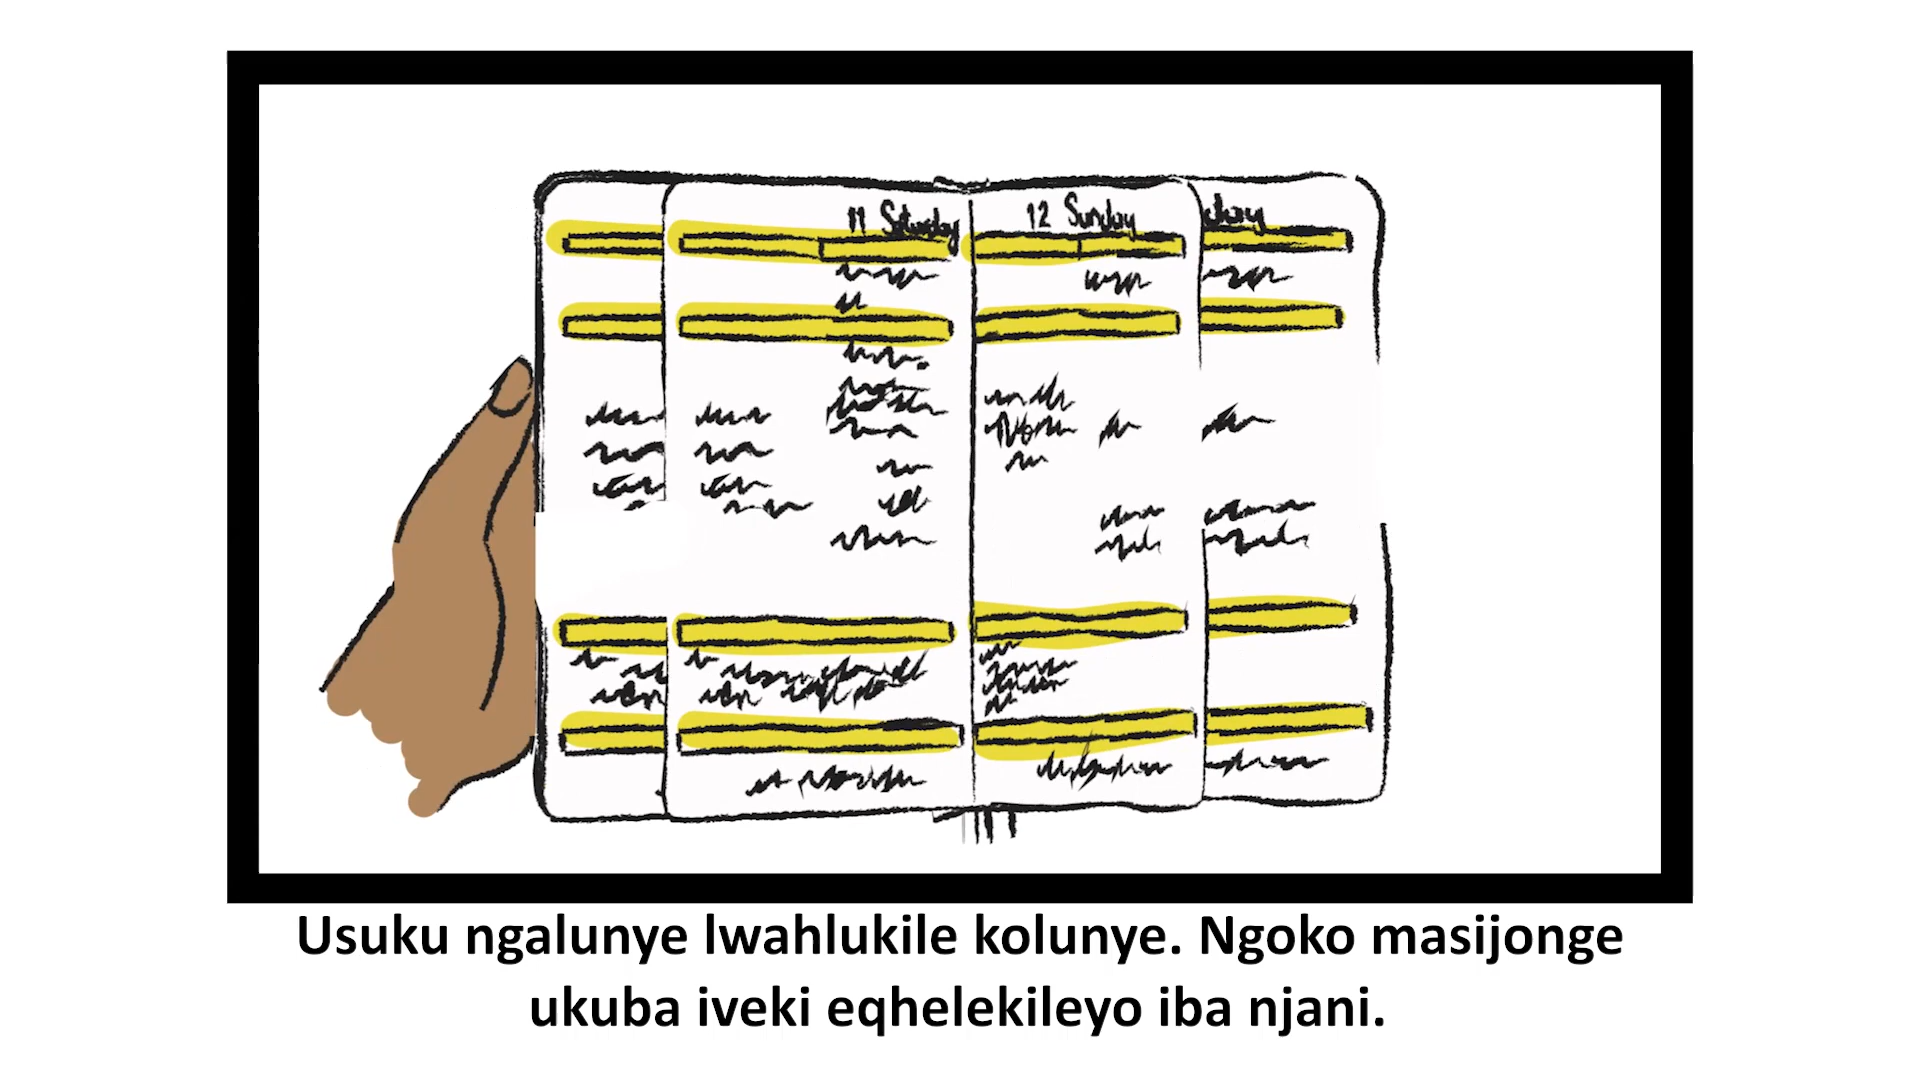 11 Saturday
12 Sunday
Usuku ngalunye lwahlukile kolunye. Ngoko masijonge
ukuba iveki eqhelekileyo iba njani.